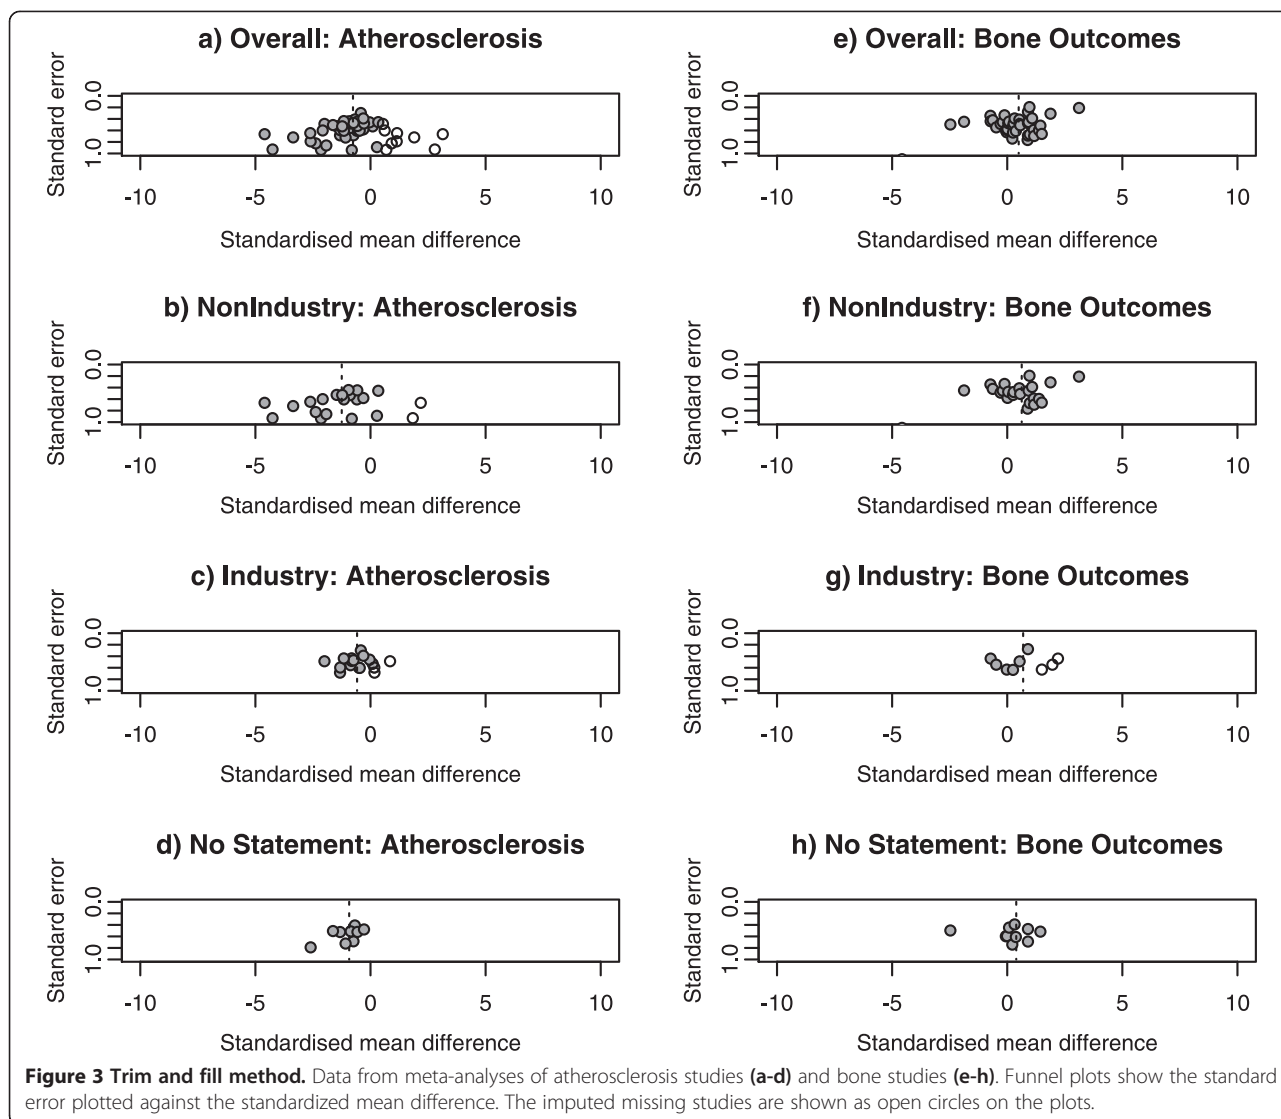 a) Overall: Atherosclerosis
Standard error
0.0
1.0
-10 -5 0 5 10
Standardised mean difference
e) Overall: Bone Outcomes
Standard error
0.0
1.0
-10 -5 0 5 10
Standardised mean difference
b) NonIndustry: Atherosclerosis
Standard error
0.0
1.0
-10 -5 0 5 10
Standardised mean difference
f) NonIndustry: Bone Outcomes
Standard error
0.0
1.0
-10 -5 0 5 10
Standardised mean difference
c) Industry: Atherosclerosis
Standard error
0.0
1.0
-10 -5 0 5 10
Standardised mean difference
g) Industry: Bone Outcomes
Standard error
0.0
1.0
-10 -5 0 5 10
Standardised mean difference
d) No Statement: Atherosclerosis
Standard error
0.0
1.0
-10 -5 0 5 10
Standardised mean difference
h) No Statement: Bone Outcomes
Standard error
0.0
1.0
-10 -5 0 5 10
Standardised mean difference
Figure 3 Trim and fill method. Data from meta-analyses of atherosclerosis studies (a-d) and bone studies (e-h). Funnel plots show the standard
error plotted against the standardized mean difference. The imputed missing studies are shown as open circles on the plots.